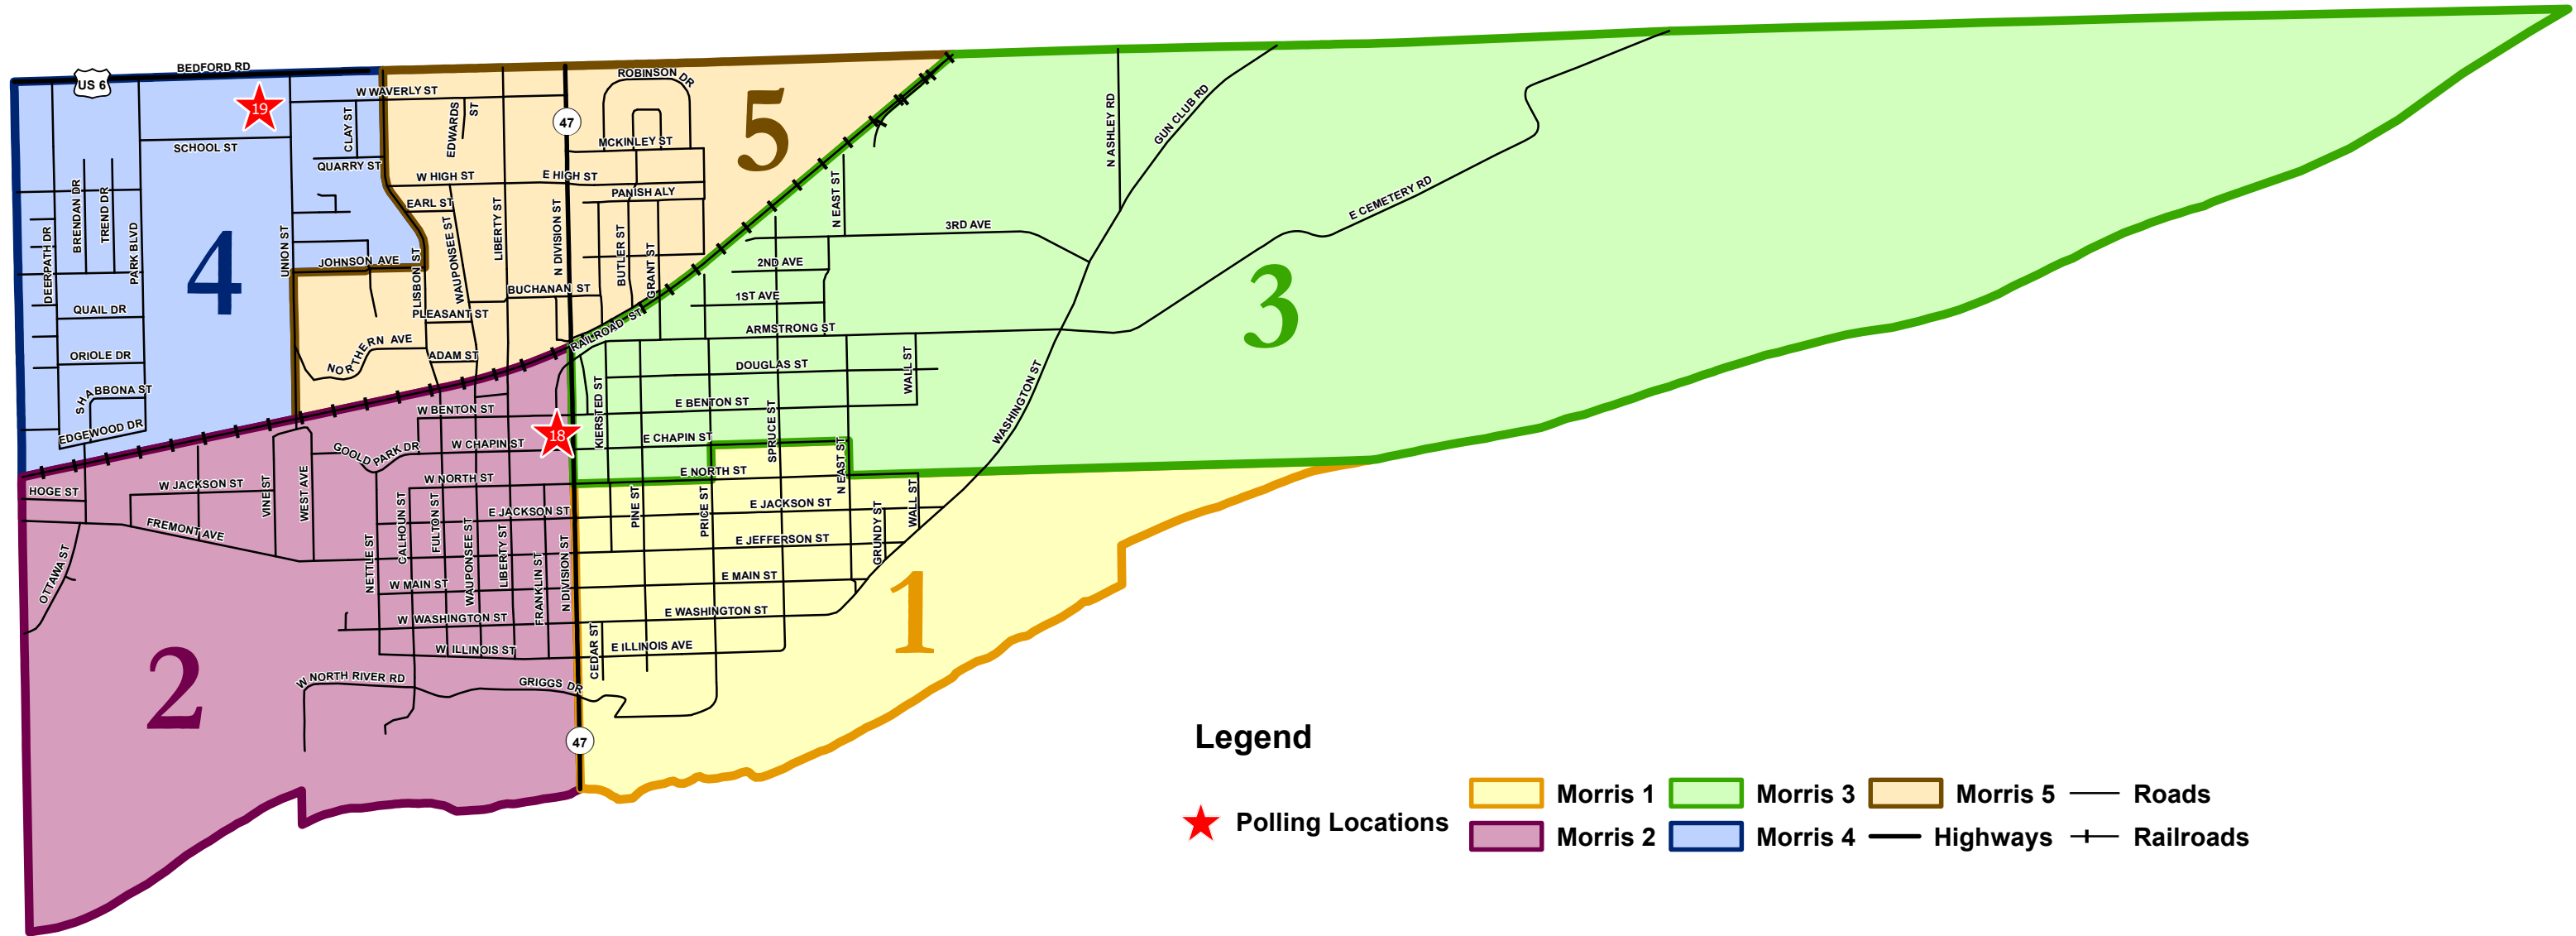 BEDFORD RD
US 6
19
W WAVERLY ST
CLAY ST
EDWARDS ST
47
ROBINSON DR
5
MCKINLEY ST
SCHOOL ST
QUARRY ST
W HIGH ST
E HIGH ST
PANISH ALY
EARL ST
BRENDAN DR
TREND DR
PARK BLVD
DEERPATH DR
4
UNION ST
JOHNSON AVE
LISBON ST
WAUPONSEE ST
LIBERTY ST
N DIVISION ST
BUTLER ST
GRANT ST
BUCHANAN ST
PLEASANT ST
QUAIL DR
ORIOLE DR
SHABBONA ST
EDGEWOOD DR
NORTHERN AVE
ADAM ST
RAILROAD ST
N EAST ST
N ASHLEY RD
GUN CLUB RD
E CEMETERY RD
3RD AVE
2ND AVE
1ST AVE
3
ARMSTRONG ST
DOUGLAS ST
WALL ST
WASHINGTON ST
W BENTON ST
E BENTON ST
KIERSTED ST
SPRUCE ST
18
W CHAPIN ST
E CHAPIN ST
GOOLD PARK DR
N EAST ST
W NORTH ST
E NORTH ST
HOGE ST
W JACKSON ST
VINE ST
WEST AVE
FREMONT AVE
OTTAWA ST
NETTLE ST
CALHOUN ST
FULTON ST
WAUPONSEE ST
LIBERTY ST
FRANKLIN ST
N DIVISION ST
E JACKSON ST
PINE ST
PRICE ST
E JACKSON ST
GRUNDY ST
WALL ST
E JEFFERSON ST
W MAIN ST
E MAIN ST
1
W WASHINGTON ST
E WASHINGTON ST
W ILLINOIS ST
CEDAR ST
E ILLINOIS AVE
2
W NORTH RIVER RD
GRIGGS DR
47
Legend
Polling Locations
Morris 1
Morris 3
Morris 5
Roads
Morris 2
Morris 4
Highways
Railroads